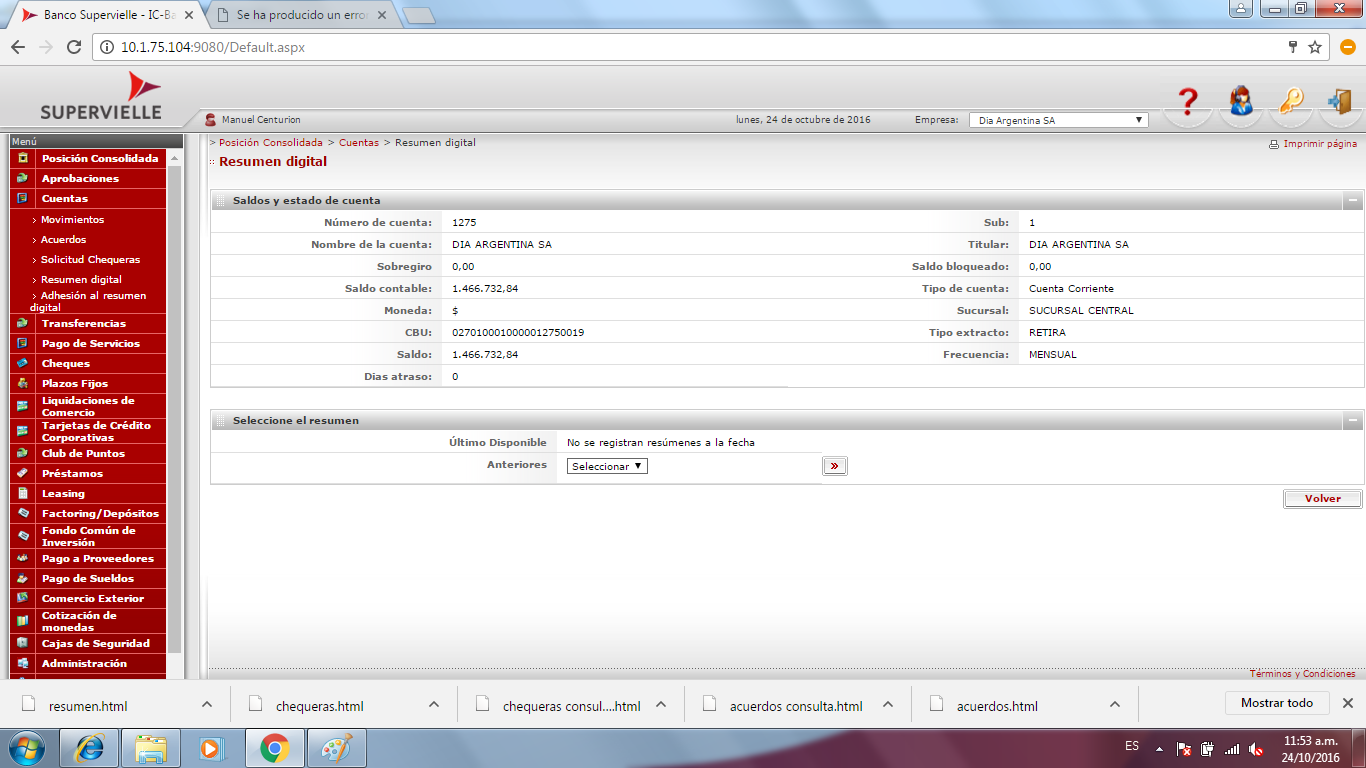 Banco Supervielle - IC-Ba
Se ha producido un erro
10.1.75.104:9080/Default.aspx
SUPERVIELLE
Manuel Centurion
lunes, 24 de octubre de 2016
Empresa:
Dia Argentina SA
Menú
Posición Consolidada
Aprobaciones
Cuentas
> Movimientos
> Acuerdos
> Solicitud Chequeras
> Resumen digital
> Adhesión al resumen
digital
Transferencias
Pago de Servicios
Cheques
Plazos Fijos
Liquidaciones de
Comercio
Tarjetas de Crédito
Corporativas
Club de Puntos
Préstamos
Leasing
Factoring/Depósitos
Fondo Común de
Inversión
Pago a Proveedores
Pago de Sueldos
Comercio Exterior
Cotización de
monedas
Cajas de Seguridad
Administración
> Posición Consolidada > Cuentas > Resumen digital
Imprimir página
Resumen digital
Saldos y estado de cuenta
Número de cuenta: 1275 Sub: 1
Nombre de la cuenta: DIA ARGENTINA SA Titular: DIA ARGENTINA SA
Sobregiro 0,00 Saldo bloqueado: 0,00
Saldo contable: 1.466.732,84 Tipo de cuenta: Cuenta Corriente
Moneda: $ Sucursal: SUCURSAL CENTRAL
CBU: 0270100010000012750019 Tipo extracto: RETIRA
Saldo: 1.466.732,84 Frecuencia: MENSUAL
Dias atraso: 0
Seleccione el resumen
Último Disponible No se registran resúmenes a la fecha
Anteriores Seleccionar »
Volver
Términos y Condiciones
resumen.html
chequeras.html
chequeras consul....html
acuerdos consulta.html
acuerdos.html
Mostrar todo
ES
11:53 a.m.
24/10/2016